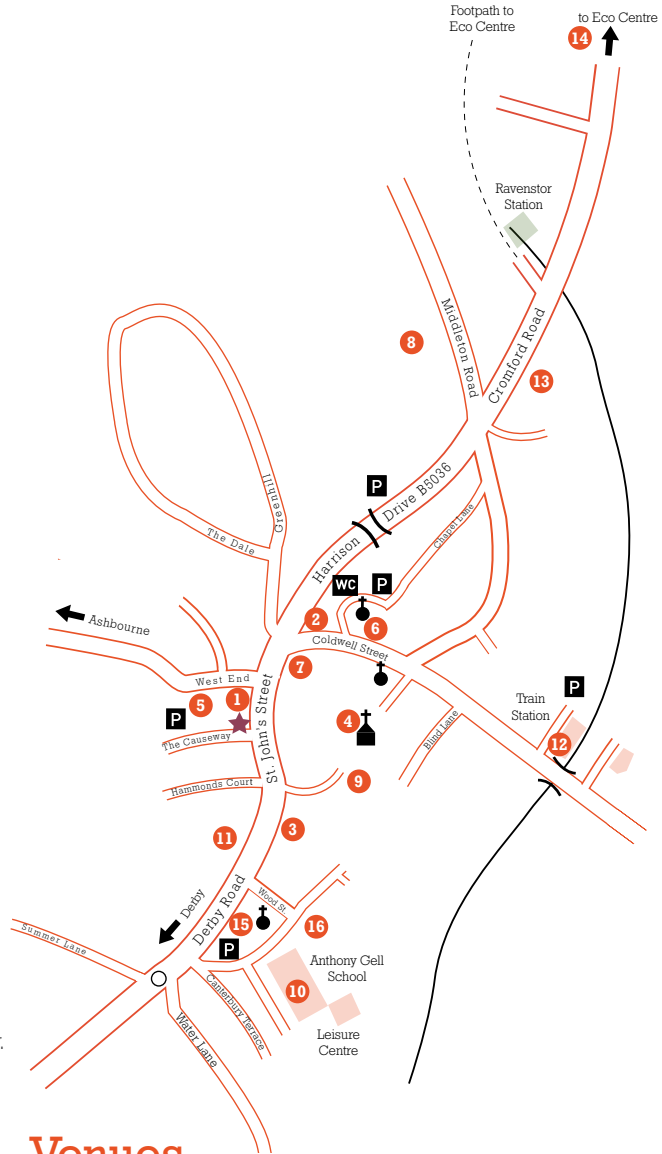 Footpath to
Eco Centre
to Eco Centre
14
Ravenstor
Station
Middleton Road
8
Cromford Road
13
P
Harrison
Drive B5036
Greenhill
The Dale
Chapel Lane
WC
P
2
6
Ashbourne
Coldwell Street
7
West End
1
5
P
The Causeway
St. John's Street
4
Blind Lane
Train
Station
P
12
Hammonds Court
9
3
11
Derby
Derby Road
Wood St.
15
16
P
Summer Lane
Anthony Gell
School
10
Canterbury Terrace
Leisure
Centre
Water Lane
Venues